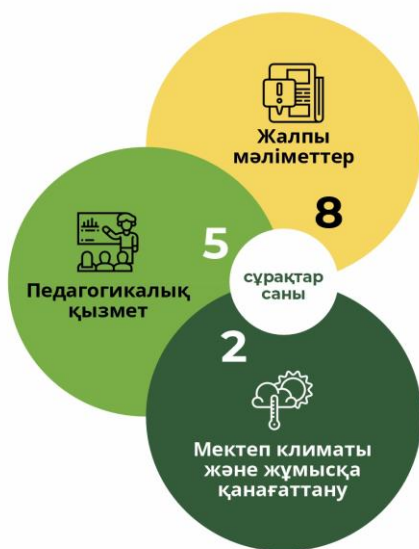 Жалпы
мәліметтер
8
5
Педагогикалық
қызмет
сұрақтар
саны
2
Мектеп климаты
және жұмысқа
қанағаттану